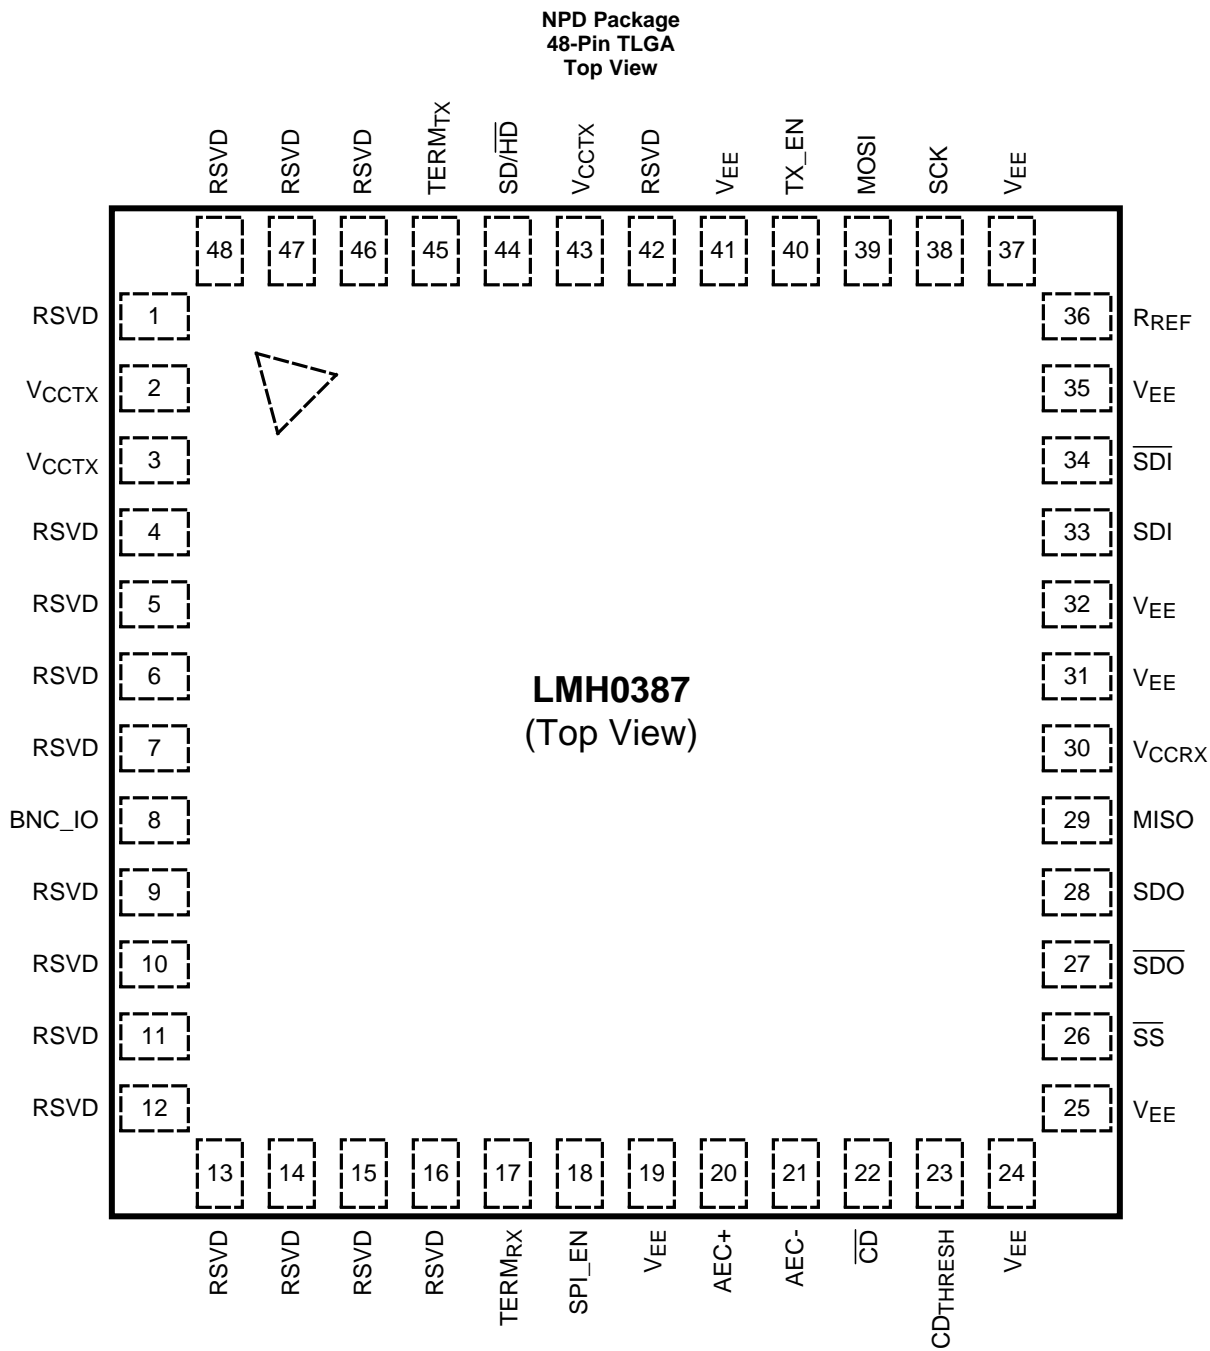 NPD Package
48-Pin TLGA
Top View
RSVD
RSVD
RSVD
TERMTX
SD/H̅D̅
VCCTX
RSVD
VEE
TX_EN
MOSI
SCK
VEE
48 47 46 45 44 43 42 41 40 39 38 37
RSVD 1 36 RREF
VCCTX 2 35 VEE
VCCTX 3 34 S̅D̅I̅
RSVD 4 33 SDI
RSVD 5 32 VEE
RSVD 6 31 VEE
LMH0387
(Top View)
RSVD 7 30 VCCRX
BNC_IO 8 29 MISO
RSVD 9 28 SDO
RSVD 10 27 S̅D̅O̅
RSVD 11 26 S̅S̅
RSVD 12 25 VEE
13 14 15 16 17 18 19 20 21 22 23 24
RSVD
RSVD
RSVD
RSVD
TERMRX
SPI_EN
VEE
AEC+
AEC-
C̅D̅
CDTHRESH
VEE